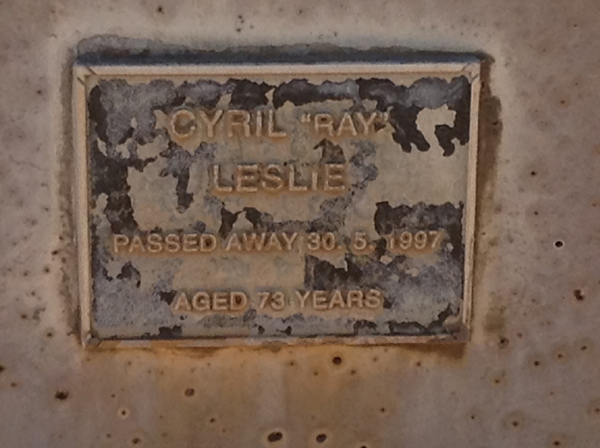 CYRIL "RAY"
LESLIE
PASSED AWAY 30. 5. 1997
AGED 73 YEARS